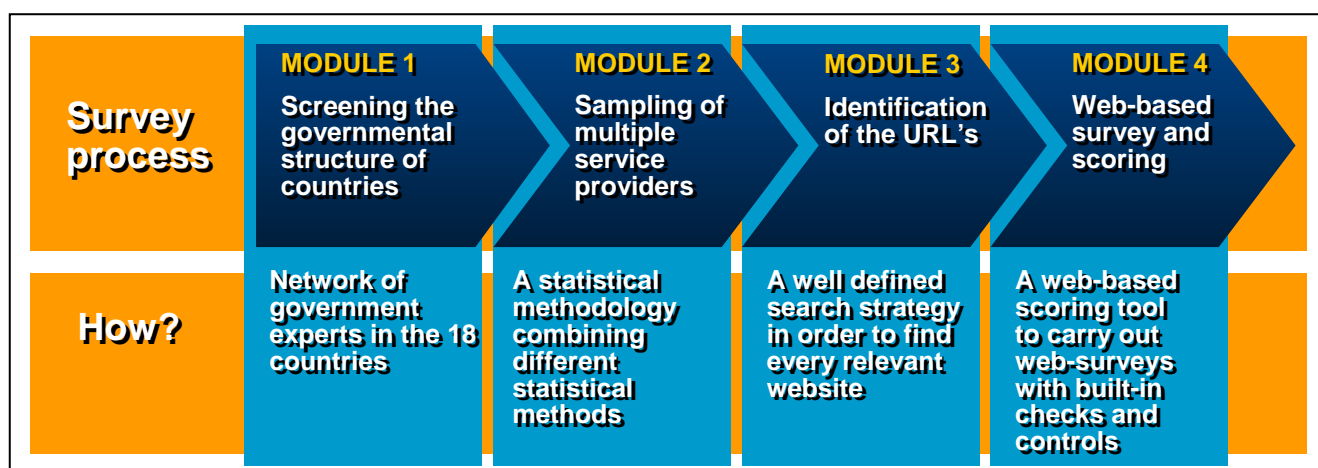 Survey
process
MODULE 1
Screening the
governmental
structure of
countries
MODULE 2
Sampling of
multiple
service
providers
MODULE 3
Identification
of the URL's
MODULE 4
Web-based
survey and
scoring
How?
Network of
government
experts in the 18
countries
A statistical
methodology
combining
different
statistical
methods
A well defined
search strategy
in order to find
every relevant
website
A web-based
scoring tool
to carry out
web-surveys
with built-in
checks and
controls